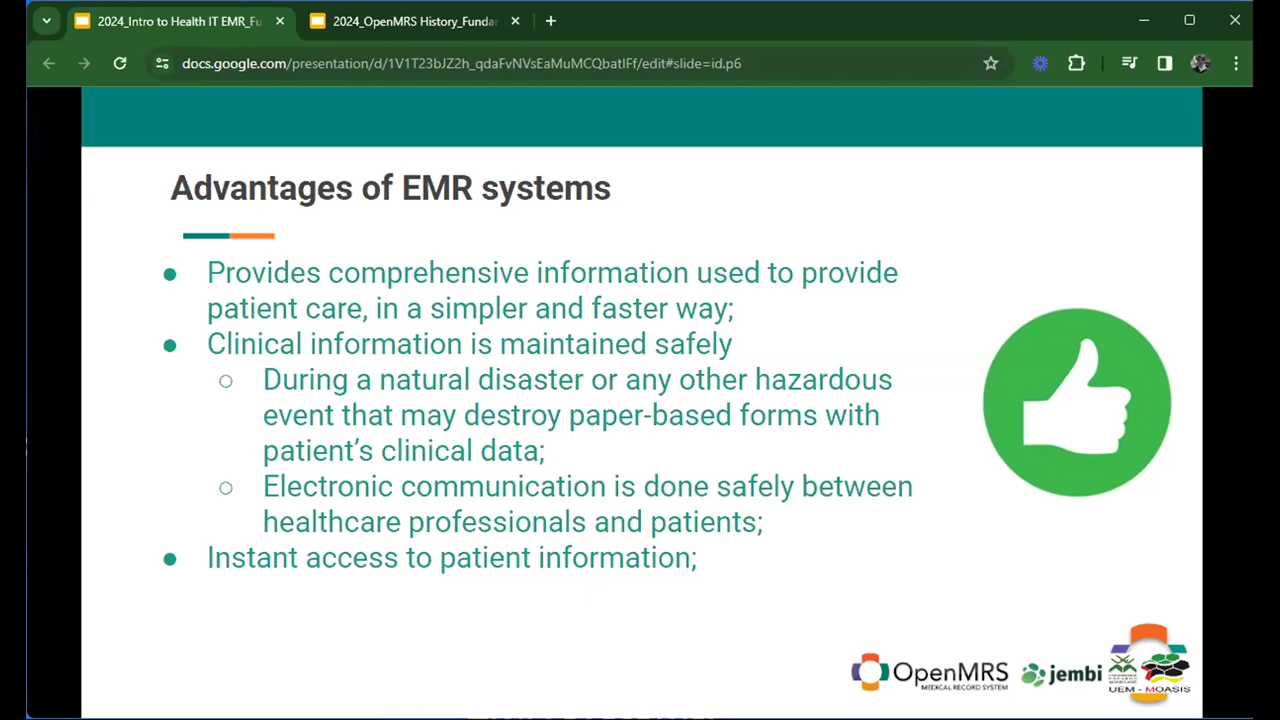 2024_Intro to Health IT EMR_Fu
2024_OpenMRS History_Funda
docs.google.com/presentation/d/1V1T23bJZ2h_qdaFvNVsEaMuMCQbatlFf/edit#slide=id.p6
Advantages of EMR systems
Provides comprehensive information used to provide
patient care, in a simpler and faster way;
Clinical information is maintained safely
During a natural disaster or any other hazardous
event that may destroy paper-based forms with
patient’s clinical data;
Electronic communication is done safely between
healthcare professionals and patients;
Instant access to patient information;
OpenMRS
MEDICAL RECORD SYSTEM
jembi
UEM - MOASIS